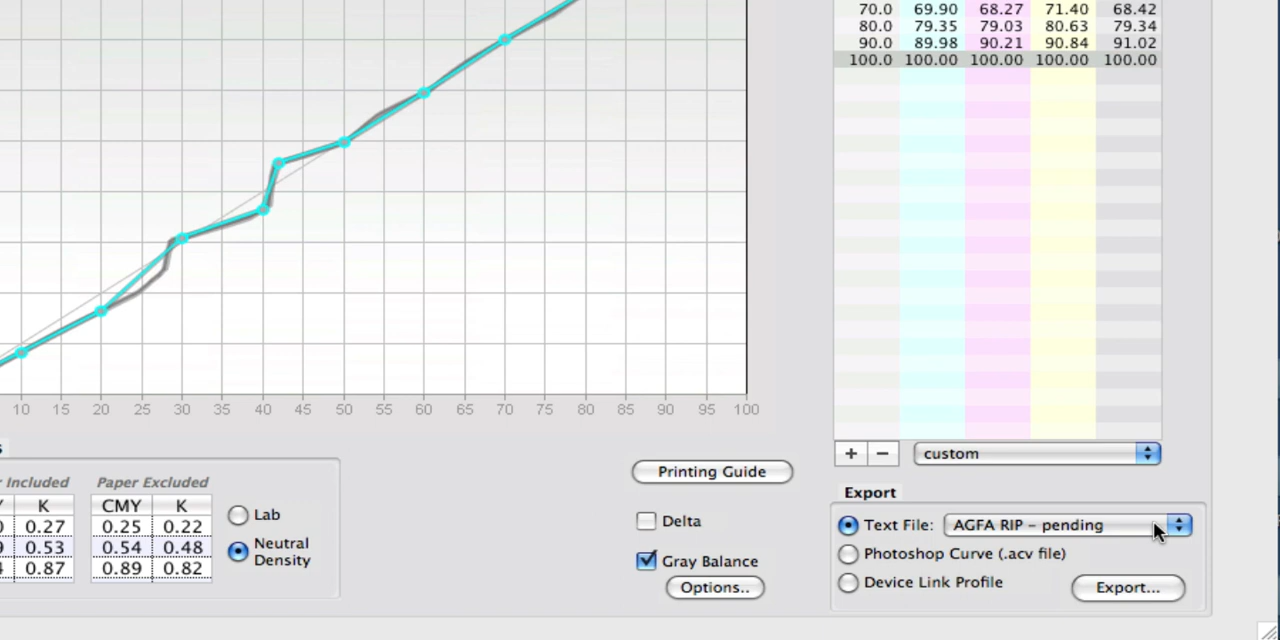 70.0 69.90 68.27 71.40 68.42
80.0 79.35 79.03 80.63 79.34
90.0 89.98 90.21 90.84 91.02
100.0 100.00 100.00 100.00 100.00
10 15 20 25 30 35 40 45 50 55 60 65 70 75 80 85 90 95 100
+ − custom
Included Paper Excluded
K CMY K
0.27 0.25 0.22
0.53 0.54 0.48
0.87 0.89 0.82
Lab
Neutral
Density
Printing Guide
Delta
Gray Balance
Options..
Export
Text File: AGFA RIP – pending
Photoshop Curve (.acv file)
Device Link Profile
Export...